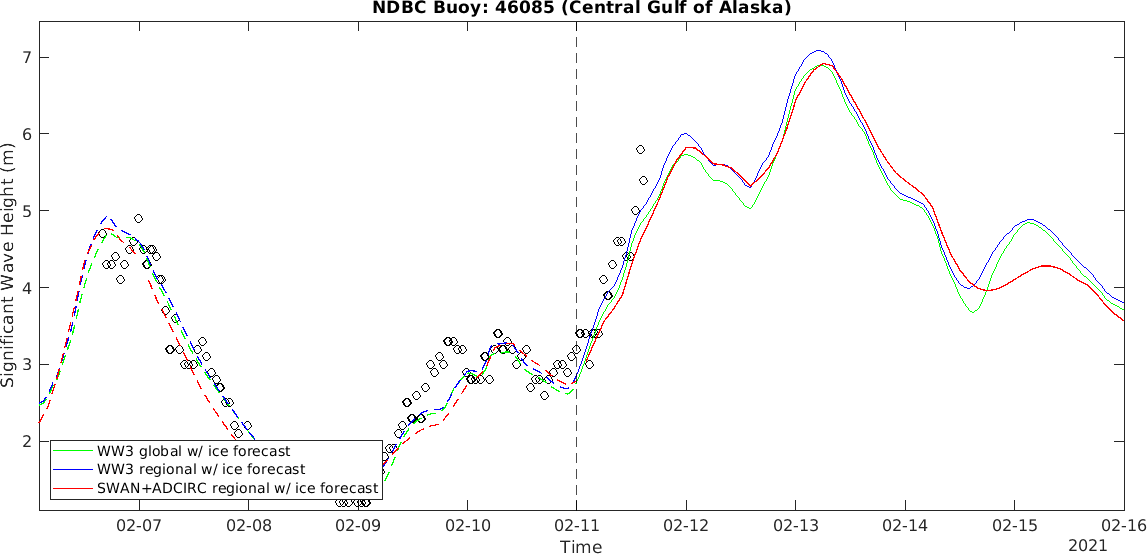 NDBC Buoy: 46085 (Central Gulf of Alaska)
Significant Wave Height (m)
7
6
5
4
3
2
WW3 global w/ ice forecast
WW3 regional w/ ice forecast
SWAN+ADCIRC regional w/ ice forecast
02-07 02-08 02-09 02-10 02-11 02-12 02-13 02-14 02-15 02-16
Time
2021